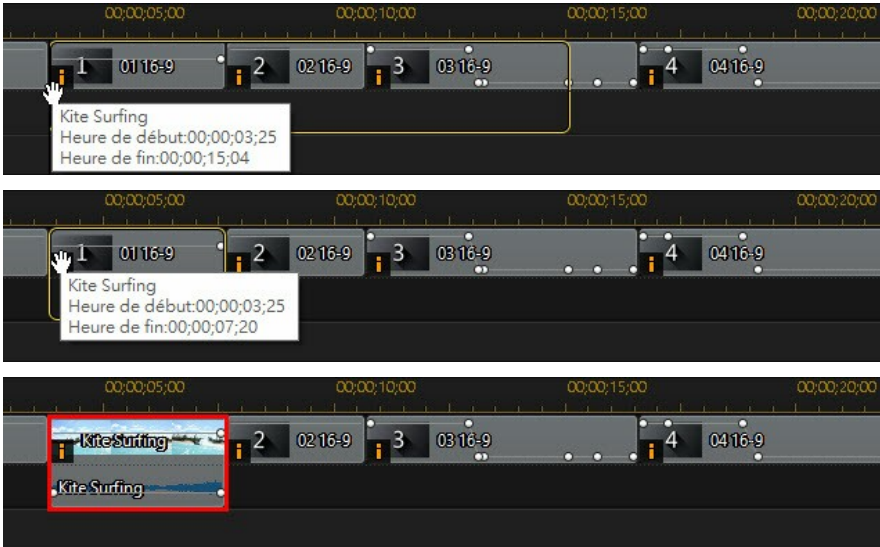 00;00;05;00 00;00;10;00 00;00;15;00 00;00;20;00
1 01 16-9 2 02 16-9 3 03 16-9 4 04 16-9
Kite Surfing
Heure de début:00;00;03;25
Heure de fin:00;00;15;04
00;00;05;00 00;00;10;00 00;00;15;00 00;00;20;00
1 01 16-9 2 02 16-9 3 03 16-9 4 04 16-9
Kite Surfing
Heure de début:00;00;03;25
Heure de fin:00;00;07;20
00;00;05;00 00;00;10;00 00;00;15;00 00;00;20;00
Kite Surfing 2 02 16-9 3 03 16-9 4 04 16-9
Kite Surfing